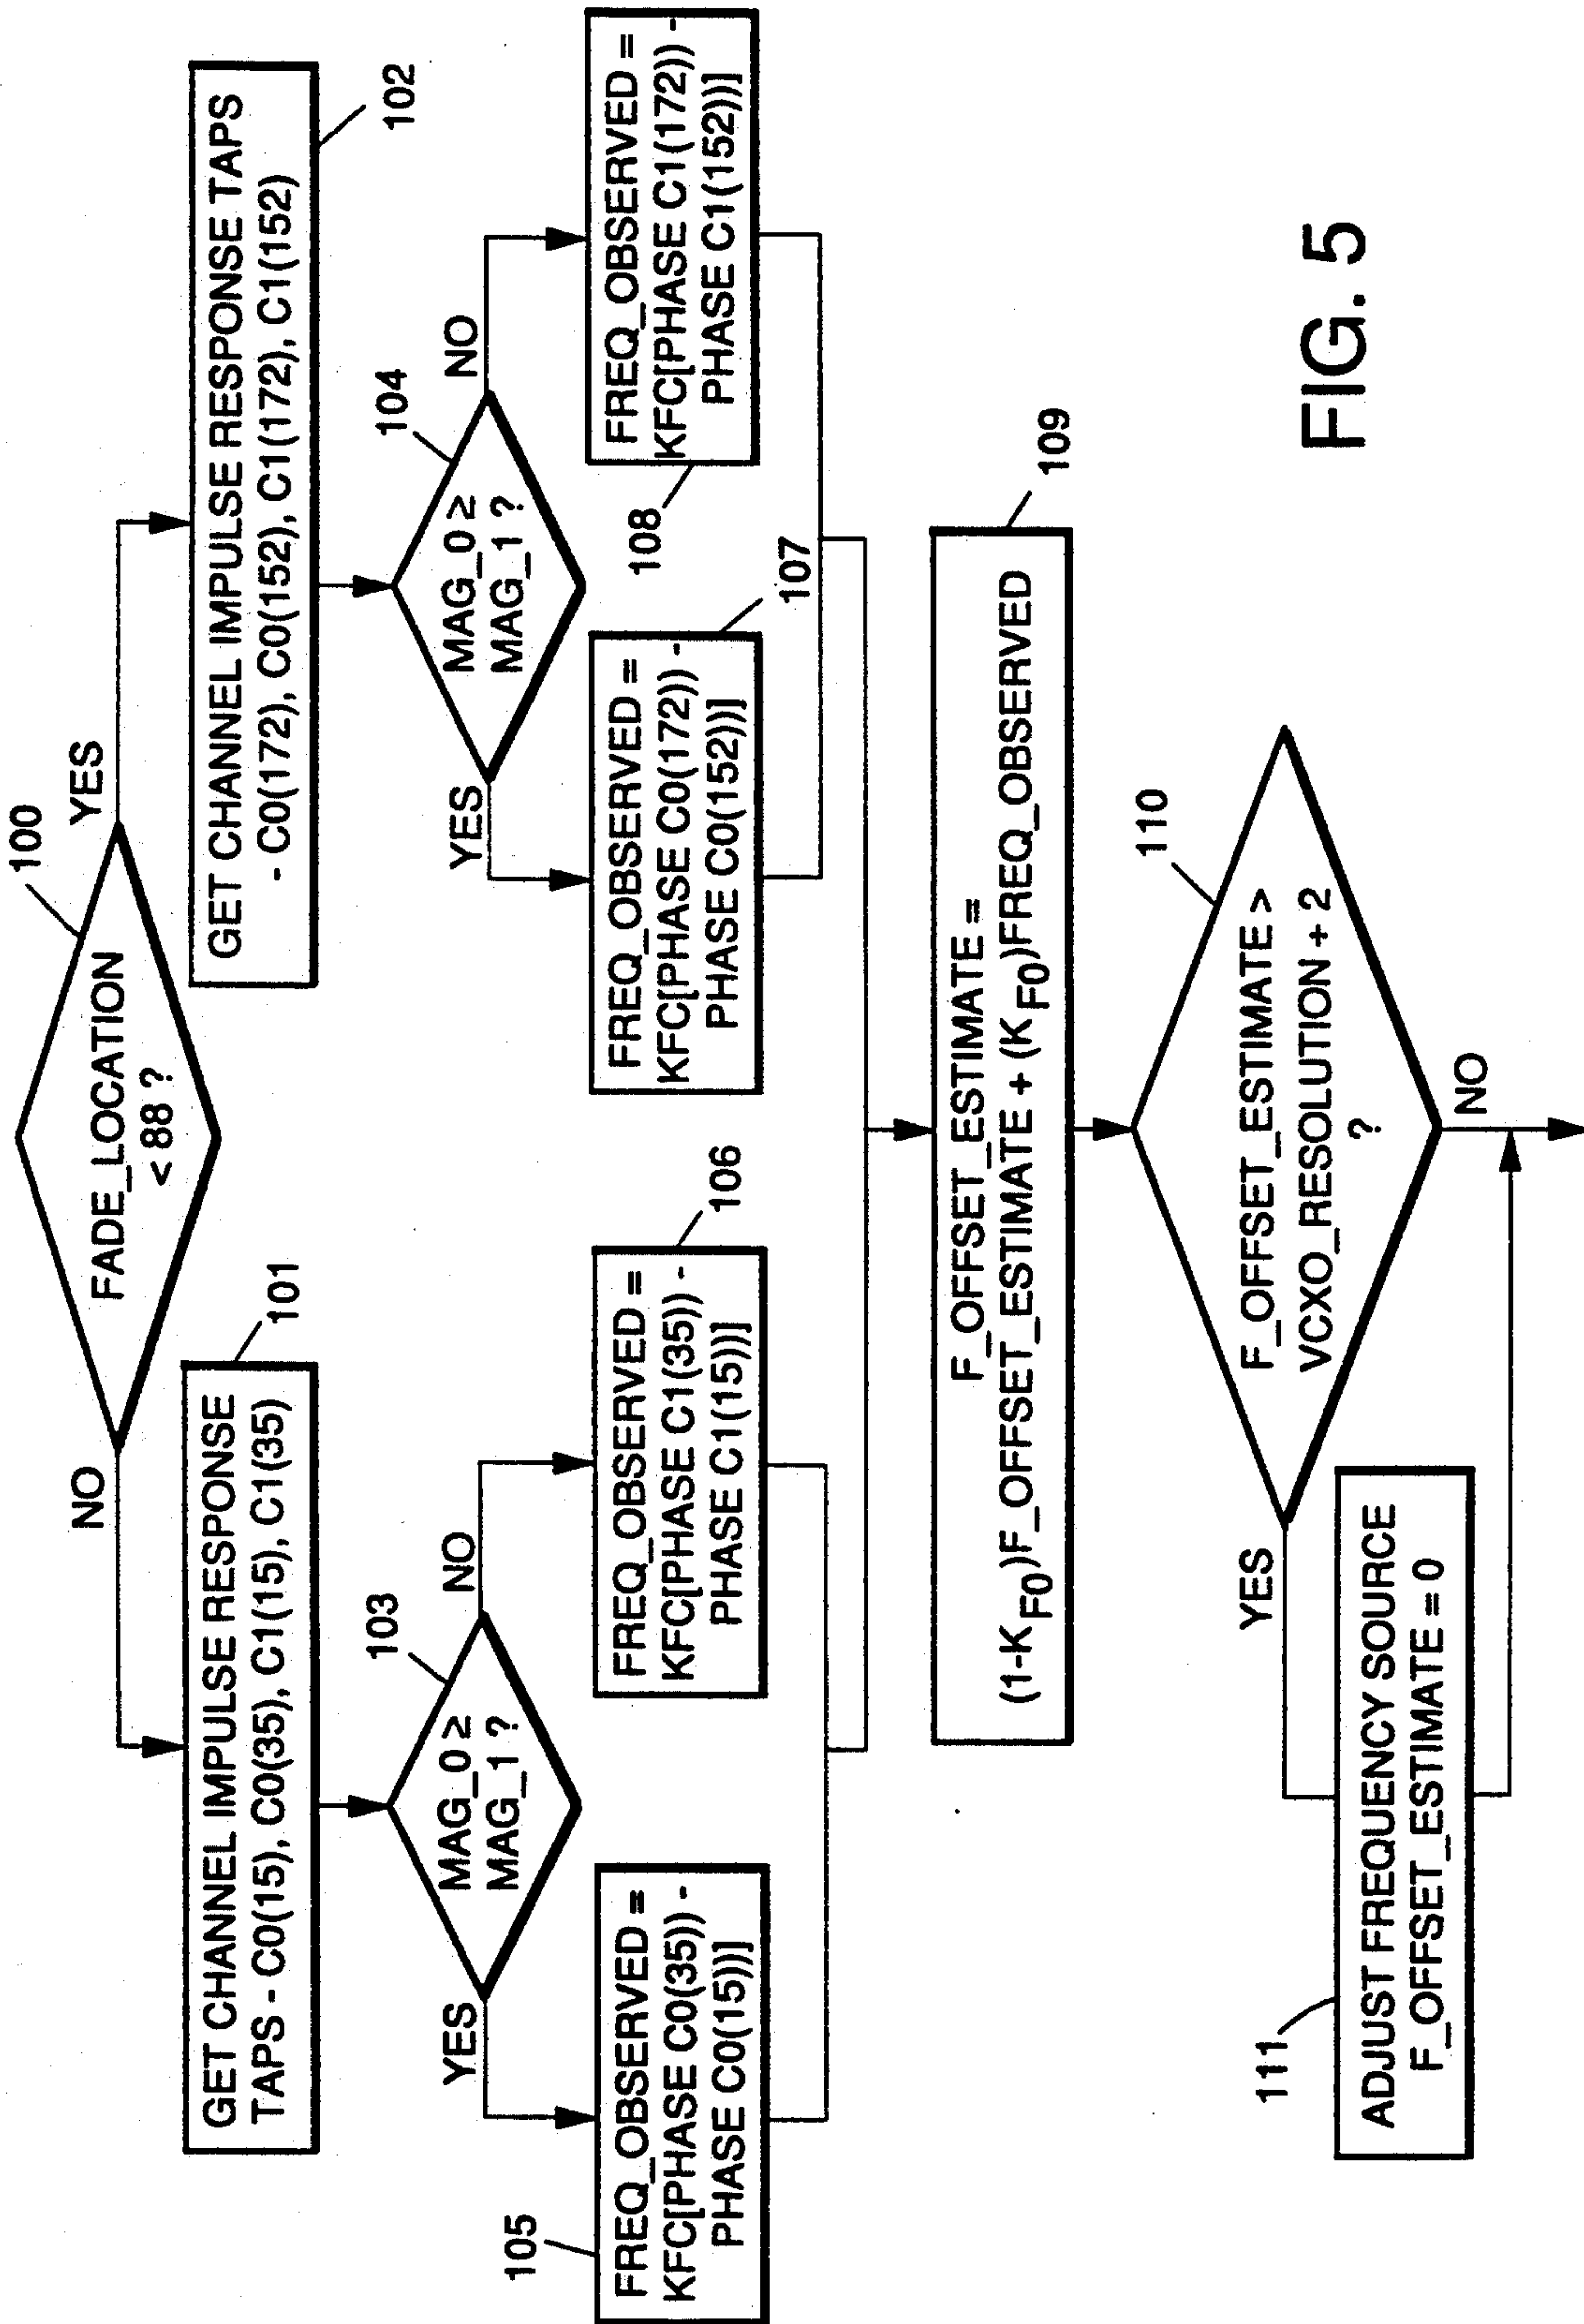 100
FADE_LOCATION
< 88 ?
NO
YES
101
GET CHANNEL IMPULSE RESPONSE
TAPS - C0(15), C0(35), C1(15), C1(35)
GET CHANNEL IMPULSE RESPONSE TAPS
- C0(172), C0(152), C1(172), C1(152)
102
103
MAG_0 ≥
MAG_1 ?
YES
NO
104
MAG_0 ≥
MAG_1 ?
YES
NO
105
FREQ_OBSERVED =
KFC[PHASE C0(35)) -
PHASE C0(15))]
106
FREQ_OBSERVED =
KFC[PHASE C1(35)) -
PHASE C1(15))]
FREQ_OBSERVED =
KFC[PHASE C0(172)) -
PHASE C0(152))]
107
FREQ_OBSERVED =
KFC[PHASE C1(172)) -
PHASE C1(152))]
108
F_OFFSET_ESTIMATE =
(1-KF0)F_OFFSET_ESTIMATE + (KF0)FREQ_OBSERVED
109
110
F_OFFSET_ESTIMATE >
VCXO_RESOLUTION + 2
?
YES
NO
111
ADJUST FREQUENCY SOURCE
F_OFFSET_ESTIMATE = 0
FIG. 5